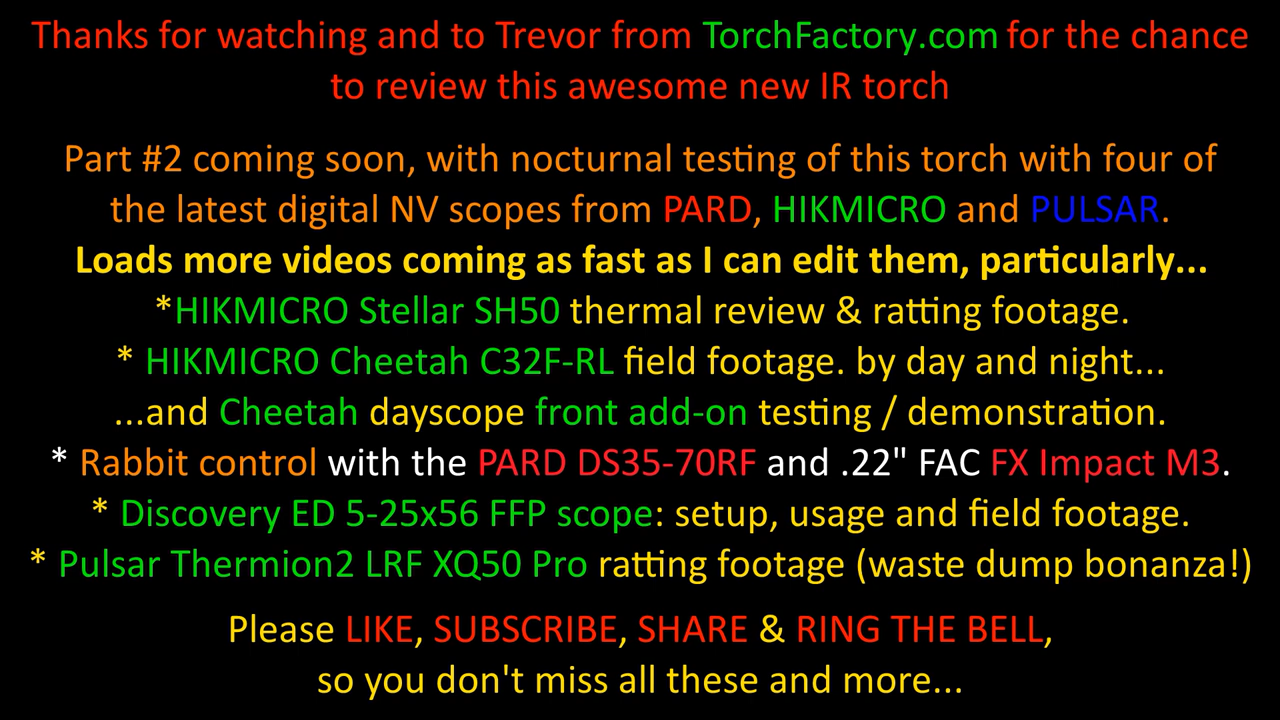 Thanks for watching and to Trevor from TorchFactory.com for the chance
to review this awesome new IR torch
Part #2 coming soon, with nocturnal testing of this torch with four of
the latest digital NV scopes from PARD, HIKMICRO and PULSAR.
Loads more videos coming as fast as I can edit them, particularly...
*HIKMICRO Stellar SH50 thermal review & ratting footage.
* HIKMICRO Cheetah C32F-RL field footage. by day and night...
...and Cheetah dayscope front add-on testing / demonstration.
* Rabbit control with the PARD DS35-70RF and .22" FAC FX Impact M3.
* Discovery ED 5-25x56 FFP scope: setup, usage and field footage.
* Pulsar Thermion2 LRF XQ50 Pro ratting footage (waste dump bonanza!)
Please LIKE, SUBSCRIBE, SHARE & RING THE BELL,
so you don't miss all these and more...